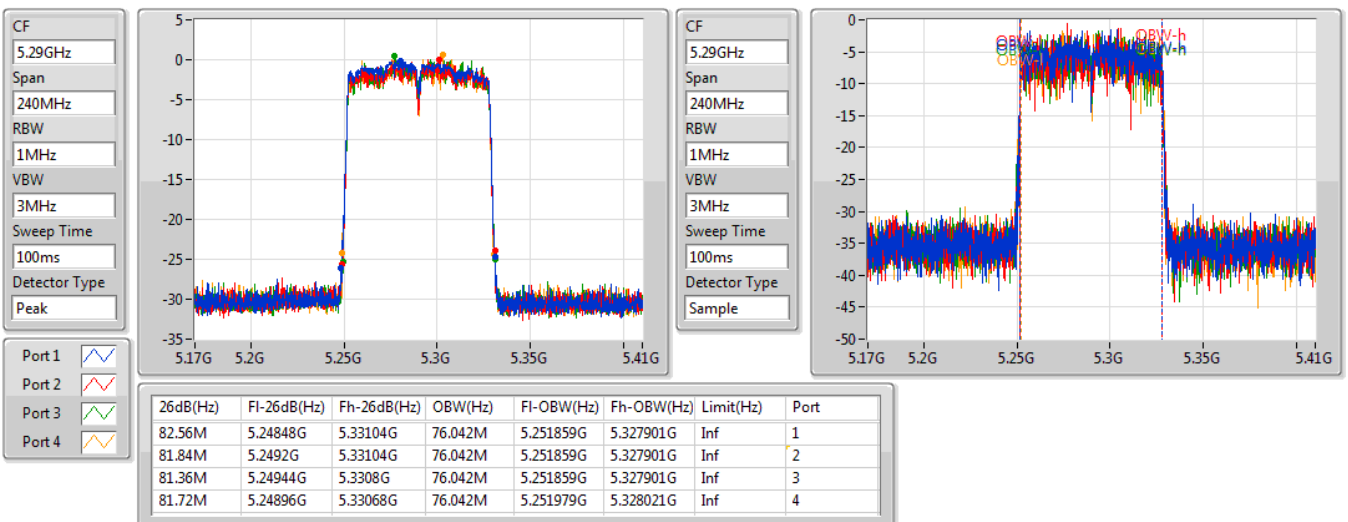 CF
5.29GHz
Span
240MHz
RBW
1MHz
VBW
3MHz
Sweep Time
100ms
Detector Type
Peak
5
0
-5
-10
-15
-20
-25
-30
-35
5.17G 5.2G 5.25G 5.3G 5.35G 5.41G
CF
5.29GHz
Span
240MHz
RBW
1MHz
VBW
3MHz
Sweep Time
100ms
Detector Type
Sample
0
-5
-10
-15
-20
-25
-30
-35
-40
-45
-50
OBW-h
OBW-h
5.17G 5.2G 5.25G 5.3G 5.35G 5.41G
Port 1
Port 2
Port 3
Port 4
26dB(Hz) Fl-26dB(Hz) Fh-26dB(Hz) OBW(Hz) Fl-OBW(Hz) Fh-OBW(Hz) Limit(Hz) Port
82.56M 5.24848G 5.33104G 76.042M 5.251859G 5.327901G Inf 1
81.84M 5.2492G 5.33104G 76.042M 5.251859G 5.327901G Inf 2
81.36M 5.24944G 5.3308G 76.042M 5.251859G 5.327901G Inf 3
81.72M 5.24896G 5.33068G 76.042M 5.251979G 5.328021G Inf 4